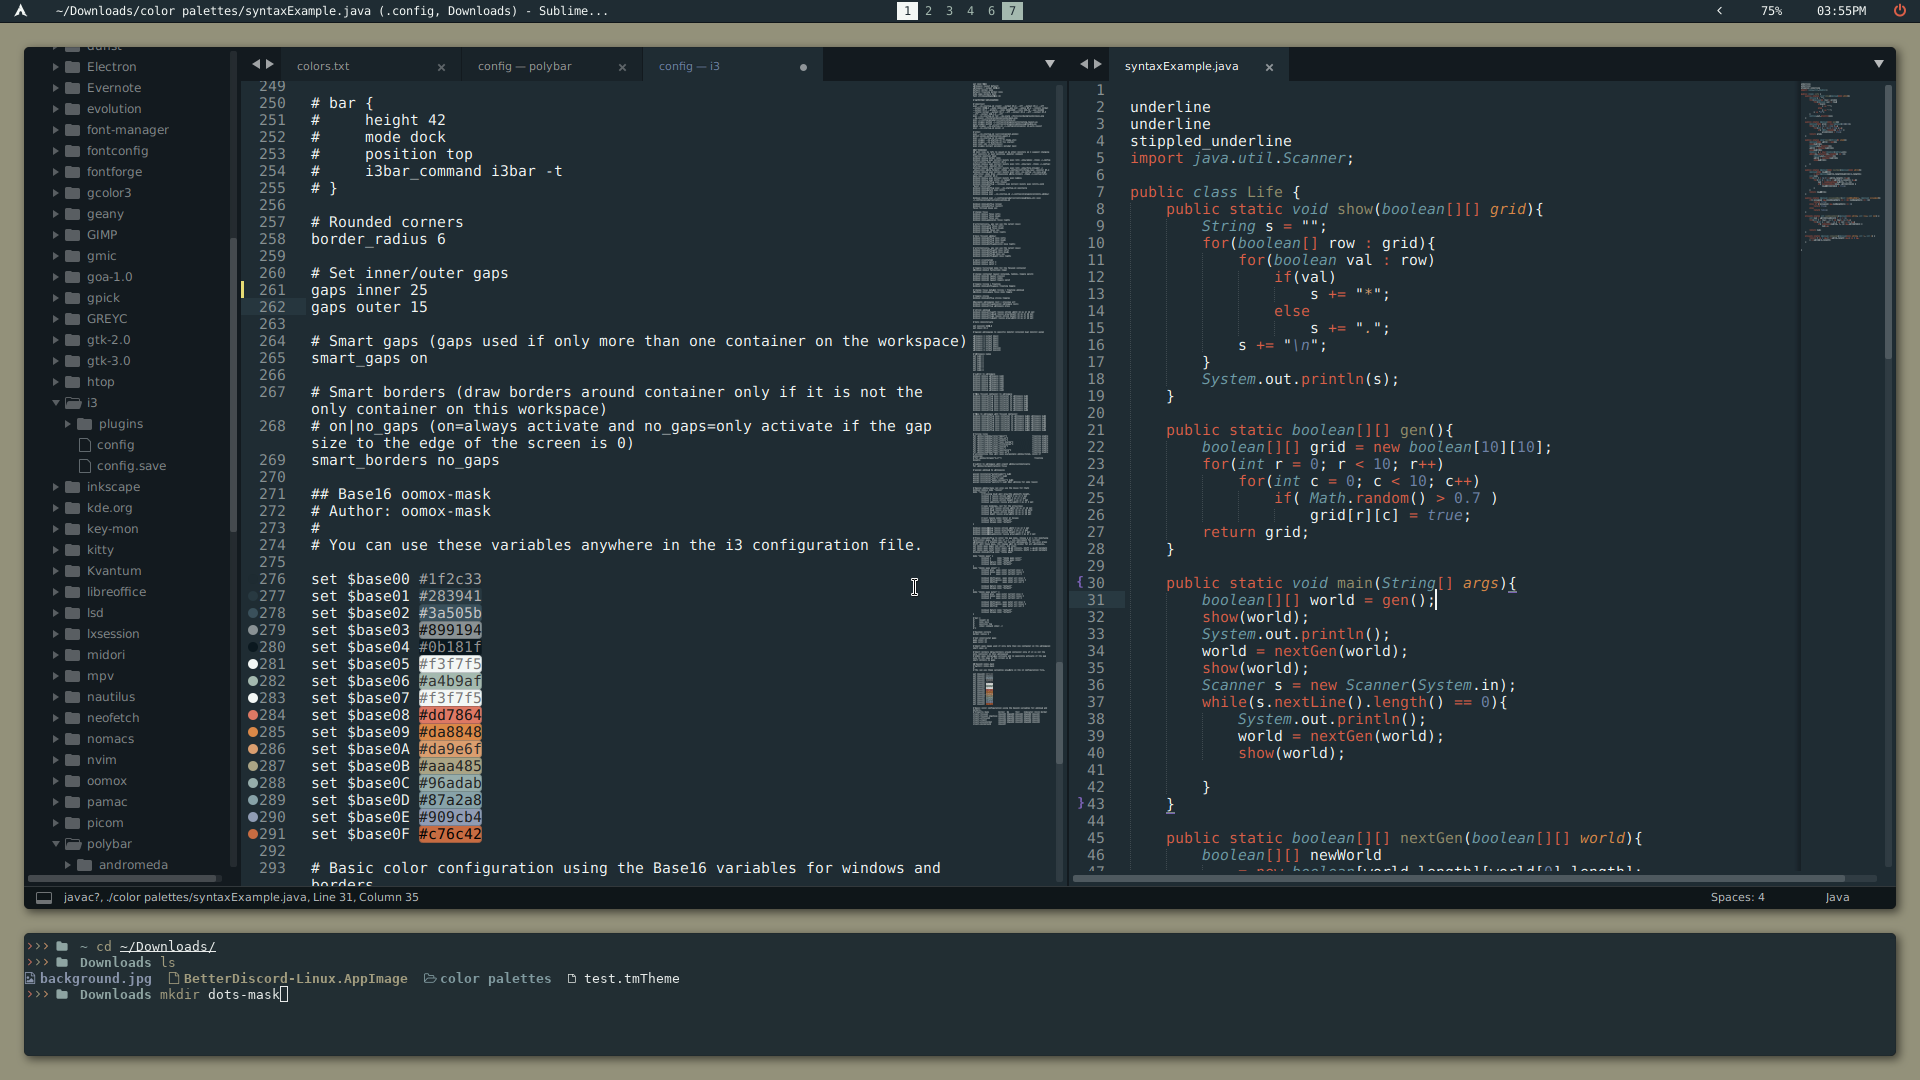 ~/Downloads/color palettes/syntaxExample.java (.config, Downloads) - Sublime...
1 2 3 4 6 7
75% 03:55PM
Electron
Evernote
evolution
font-manager
fontconfig
fontforge
gcolor3
geany
GIMP
gmic
goa-1.0
gpick
GREYC
gtk-2.0
gtk-3.0
htop
i3
plugins
config
config.save
inkscape
kde.org
key-mon
kitty
Kvantum
libreoffice
lsd
lxsession
midori
mpv
nautilus
neofetch
nomacs
nvim
oomox
pamac
picom
polybar
andromeda
colors.txt × config — polybar × config — i3
249
250 # bar {
251 #     height 42
252 #     mode dock
253 #     position top
254 #     i3bar_command i3bar -t
255 # }
256
257 # Rounded corners
258 border_radius 6
259
260 # Set inner/outer gaps
261 gaps inner 25
262 gaps outer 15
263
264 # Smart gaps (gaps used if only more than one container on the workspace)
265 smart_gaps on
266
267 # Smart borders (draw borders around container only if it is not the
only container on this workspace)
268 # on|no_gaps (on=always activate and no_gaps=only activate if the gap
size to the edge of the screen is 0)
269 smart_borders no_gaps
270
271 ## Base16 oomox-mask
272 # Author: oomox-mask
273 #
274 # You can use these variables anywhere in the i3 configuration file.
275
276 set $base00 #1f2c33
277 set $base01 #283941
278 set $base02 #3a505b
279 set $base03 #899194
280 set $base04 #0b181f
281 set $base05 #f3f7f5
282 set $base06 #a4b9af
283 set $base07 #f3f7f5
284 set $base08 #dd7864
285 set $base09 #da8848
286 set $base0A #da9e6f
287 set $base0B #aaa485
288 set $base0C #96adab
289 set $base0D #87a2a8
290 set $base0E #909cb4
291 set $base0F #c76c42
292
293 # Basic color configuration using the Base16 variables for windows and
borders
syntaxExample.java ×
1
2 underline
3 underline
4 stippled_underline
5 import java.util.Scanner;
6
7 public class Life {
8     public static void show(boolean[][] grid){
9         String s = "";
10         for(boolean[] row : grid){
11             for(boolean val : row)
12                 if(val)
13                     s += "*";
14                 else
15                     s += ".";
16             s += "\n";
17         }
18         System.out.println(s);
19     }
20
21     public static boolean[][] gen(){
22         boolean[][] grid = new boolean[10][10];
23         for(int r = 0; r < 10; r++)
24             for(int c = 0; c < 10; c++)
25                 if( Math.random() > 0.7 )
26                     grid[r][c] = true;
27         return grid;
28     }
29
{ 30     public static void main(String[] args){
31         boolean[][] world = gen();
32         show(world);
33         System.out.println();
34         world = nextGen(world);
35         show(world);
36         Scanner s = new Scanner(System.in);
37         while(s.nextLine().length() == 0){
38             System.out.println();
39             world = nextGen(world);
40             show(world);
41
42         }
} 43     }
44
45     public static boolean[][] nextGen(boolean[][] world){
46         boolean[][] newWorld
47             = new boolean[world.length][world[0].length];
javac?, ./color palettes/syntaxExample.java, Line 31, Column 35
Spaces: 4 Java
>>> ~ cd ~/Downloads/
>>> Downloads ls
background.jpg BetterDiscord-Linux.AppImage color palettes test.tmTheme
>>> Downloads mkdir dots-mask